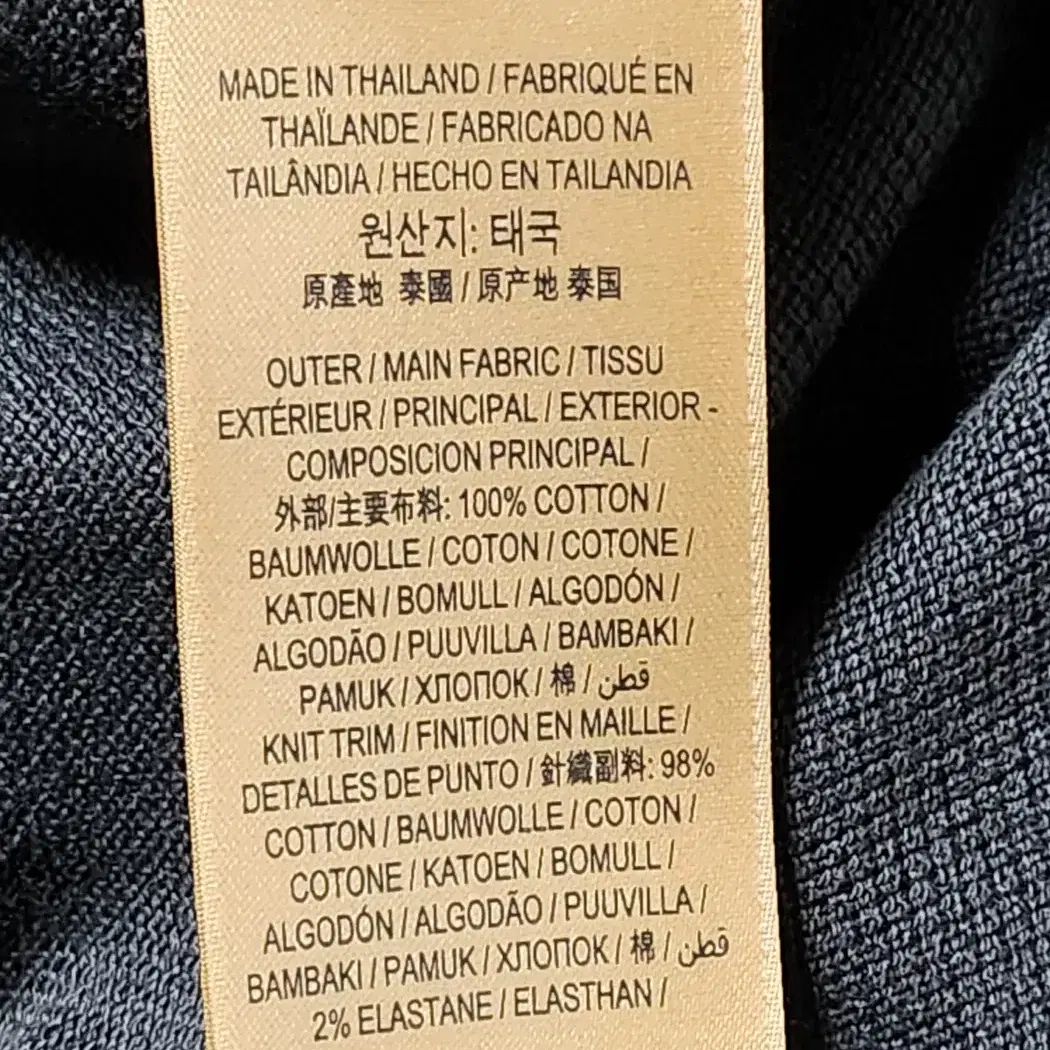 MADE IN THAILAND / FABRIQUÉ EN
THAÏLANDE / FABRICADO NA
TAILÂNDIA / HECHO EN TAILANDIA
원산지: 태국
原產地 泰國 / 原产地 泰国
OUTER / MAIN FABRIC / TISSU
EXTÉRIEUR / PRINCIPAL / EXTERIOR -
COMPOSICION PRINCIPAL /
外部/主要布料: 100% COTTON /
BAUMWOLLE / COTON / COTONE /
KATOEN / BOMULL / ALGODÓN /
ALGODÃO / PUUVILLA / BAMBAKI /
PAMUK / ХЛОПОК / 棉 / قطن
KNIT TRIM / FINITION EN MAILLE /
DETALLES DE PUNTO / 針織副料: 98%
COTTON / BAUMWOLLE / COTON /
COTONE / KATOEN / BOMULL /
ALGODÓN / ALGODÃO / PUUVILLA /
BAMBAKI / PAMUK / ХЛОПОК / 棉 / قطن
2% ELASTANE / ELASTHAN /